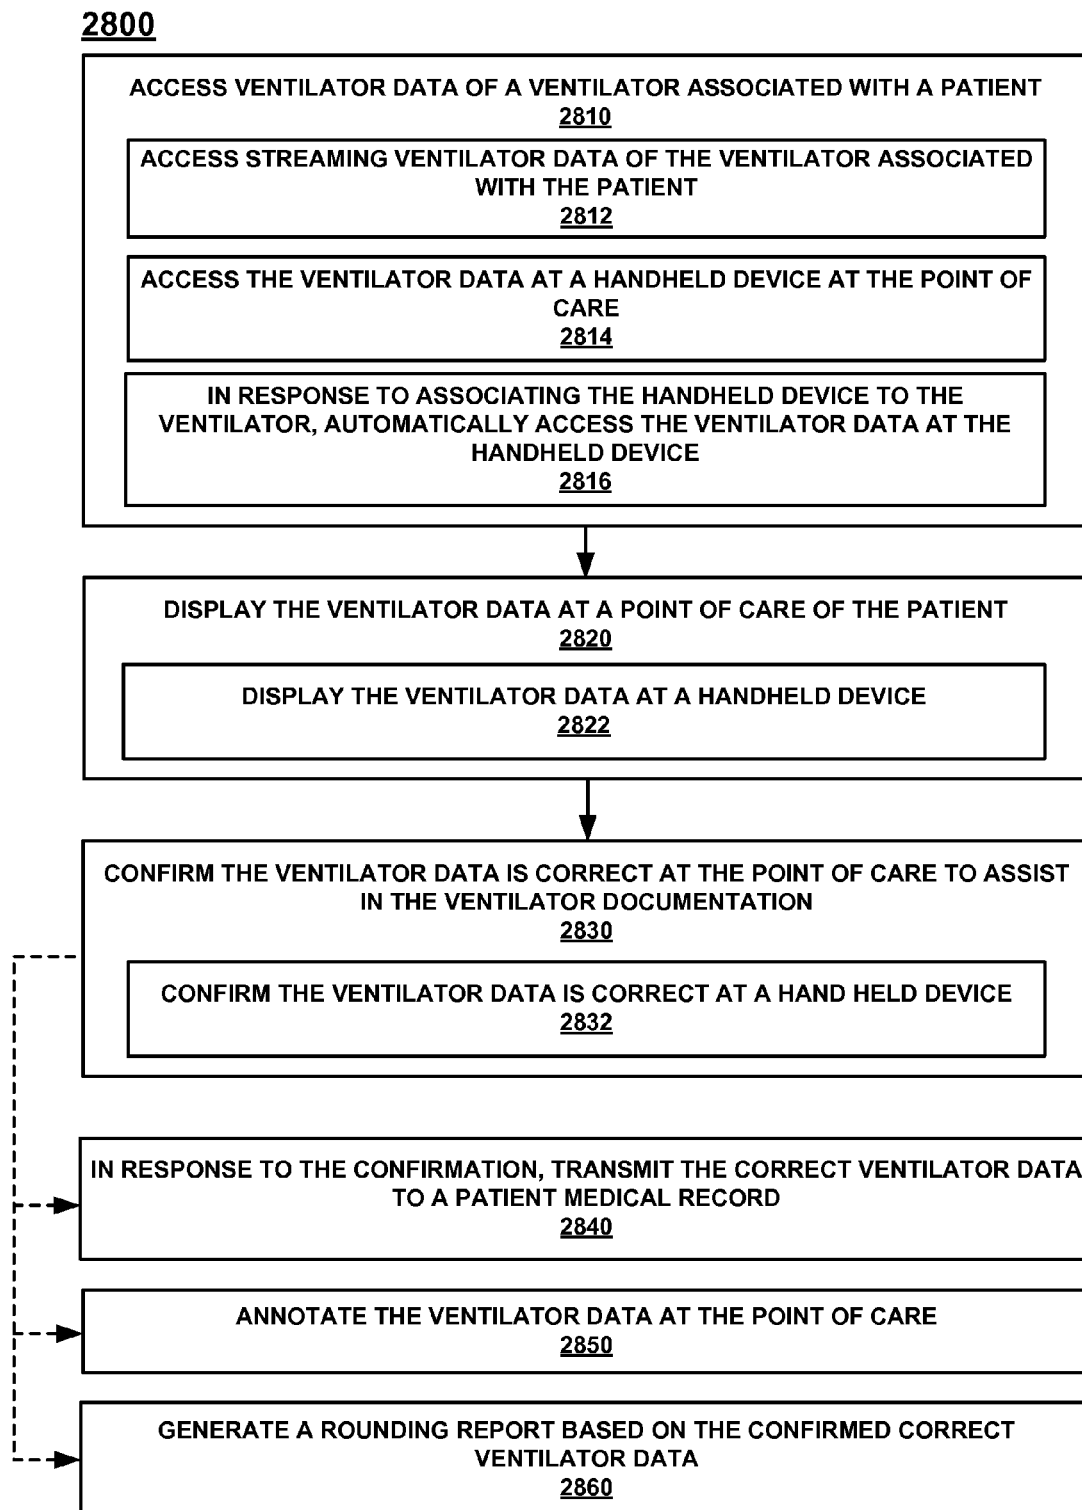 2800
ACCESS VENTILATOR DATA OF A VENTILATOR ASSOCIATED WITH A PATIENT
2810
ACCESS STREAMING VENTILATOR DATA OF THE VENTILATOR ASSOCIATED
WITH THE PATIENT
2812
ACCESS THE VENTILATOR DATA AT A HANDHELD DEVICE AT THE POINT OF
CARE
2814
IN RESPONSE TO ASSOCIATING THE HANDHELD DEVICE TO THE
VENTILATOR, AUTOMATICALLY ACCESS THE VENTILATOR DATA AT THE
HANDHELD DEVICE
2816
DISPLAY THE VENTILATOR DATA AT A POINT OF CARE OF THE PATIENT
2820
DISPLAY THE VENTILATOR DATA AT A HANDHELD DEVICE
2822
CONFIRM THE VENTILATOR DATA IS CORRECT AT THE POINT OF CARE TO ASSIST
IN THE VENTILATOR DOCUMENTATION
2830
CONFIRM THE VENTILATOR DATA IS CORRECT AT A HAND HELD DEVICE
2832
IN RESPONSE TO THE CONFIRMATION, TRANSMIT THE CORRECT VENTILATOR DATA
TO A PATIENT MEDICAL RECORD
2840
ANNOTATE THE VENTILATOR DATA AT THE POINT OF CARE
2850
GENERATE A ROUNDING REPORT BASED ON THE CONFIRMED CORRECT
VENTILATOR DATA
2860